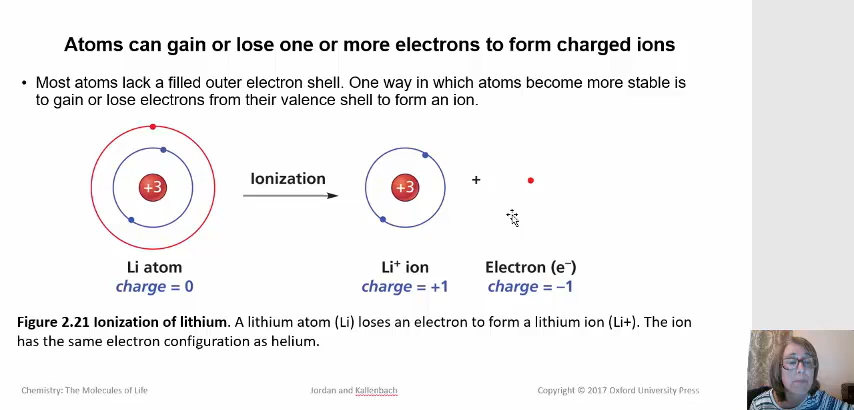 Atoms can gain or lose one or more electrons to form charged ions
• Most atoms lack a filled outer electron shell. One way in which atoms become more stable is
to gain or lose electrons from their valence shell to form an ion.
+3
Ionization
+3
+
Li atom
charge = 0
Li⁺ ion
charge = +1
Electron (e⁻)
charge = –1
Figure 2.21 Ionization of lithium. A lithium atom (Li) loses an electron to form a lithium ion (Li+). The ion
has the same electron configuration as helium.
Chemistry: The Molecules of Life
Jordan and Kallenbach
Copyright © 2017 Oxford University Press